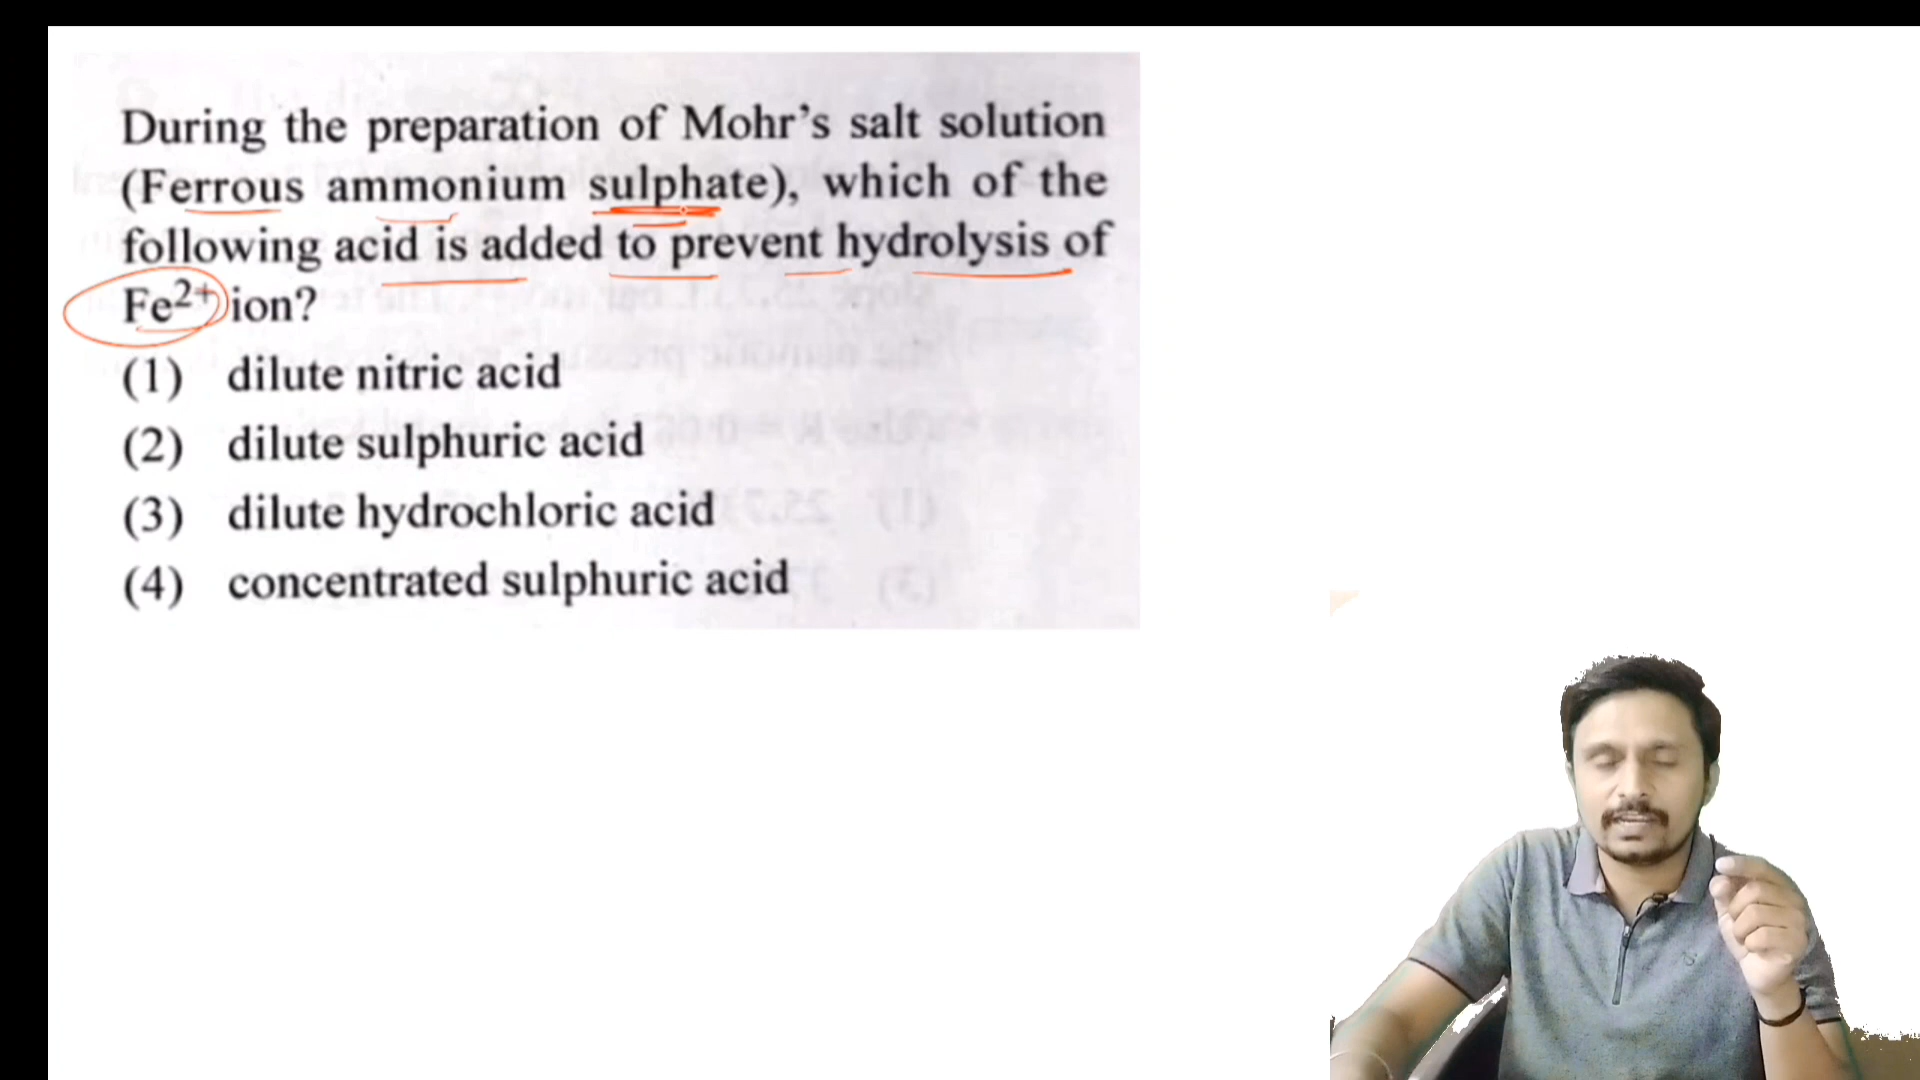 During the preparation of Mohr's salt solution
(Ferrous ammonium sulphate), which of the
following acid is added to prevent hydrolysis of
Fe2+ ion?
(1) dilute nitric acid
(2) dilute sulphuric acid
(3) dilute hydrochloric acid
(4) concentrated sulphuric acid